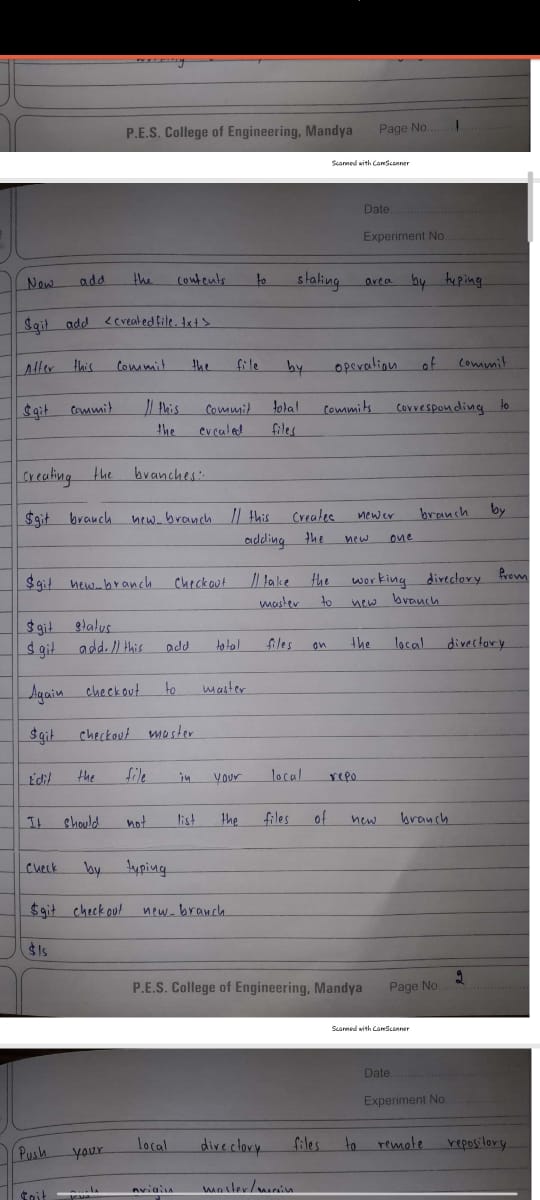 P.E.S. College of Engineering, Mandya Page No..... 1
Scanned with CamScanner
Date
Experiment No.
Now add the contents to stating area by typing
$git add <createdfile.txt>
After this Commit the file by operation of commit
$git Commit // this Commit total Commits Corresponding to
the created files
Creating the branches:-
$git branch new_branch // this Creates newer branch by
adding the new one
$git new_branch Checkout // Take the working directory from
master to new branch
$git status
$git add. // this add total files on the local directory
Again checkout to master
$git checkout master
Edit the file in your local repo
It should not list the files of new branch
Check by typing
$git checkout new_branch
$ls
P.E.S. College of Engineering, Mandya Page No 2
Scanned with CamScanner
Date
Experiment No.
Push your local directory files to remote repository
$git push origin master/main